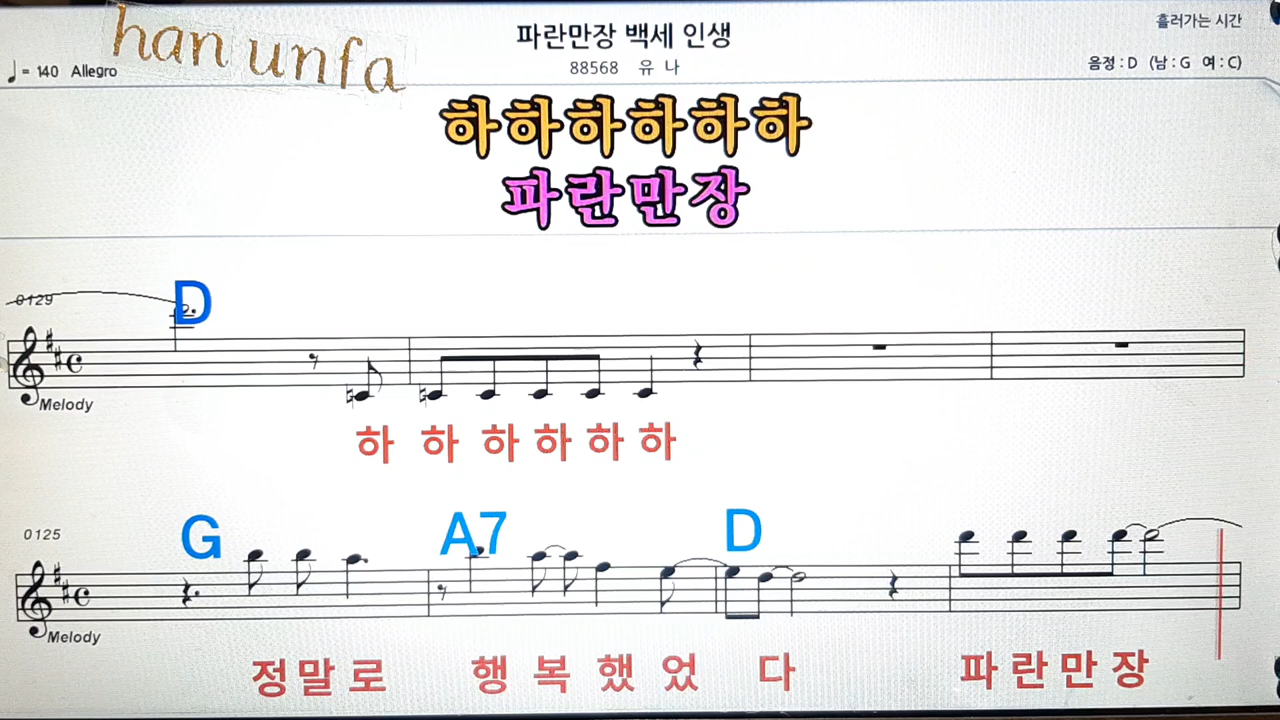 han unfa
파란만장 백세 인생
흘러가는 시간
♩= 140 Allegro
88568 유 나
음정 : D (남 : G 여 : C)
하하하하하하
파란만장
0129
D
Melody
하 하 하 하 하 하
0125
G A7 D
Melody
정 말 로 행 복 했 었 다 파 란 만 장